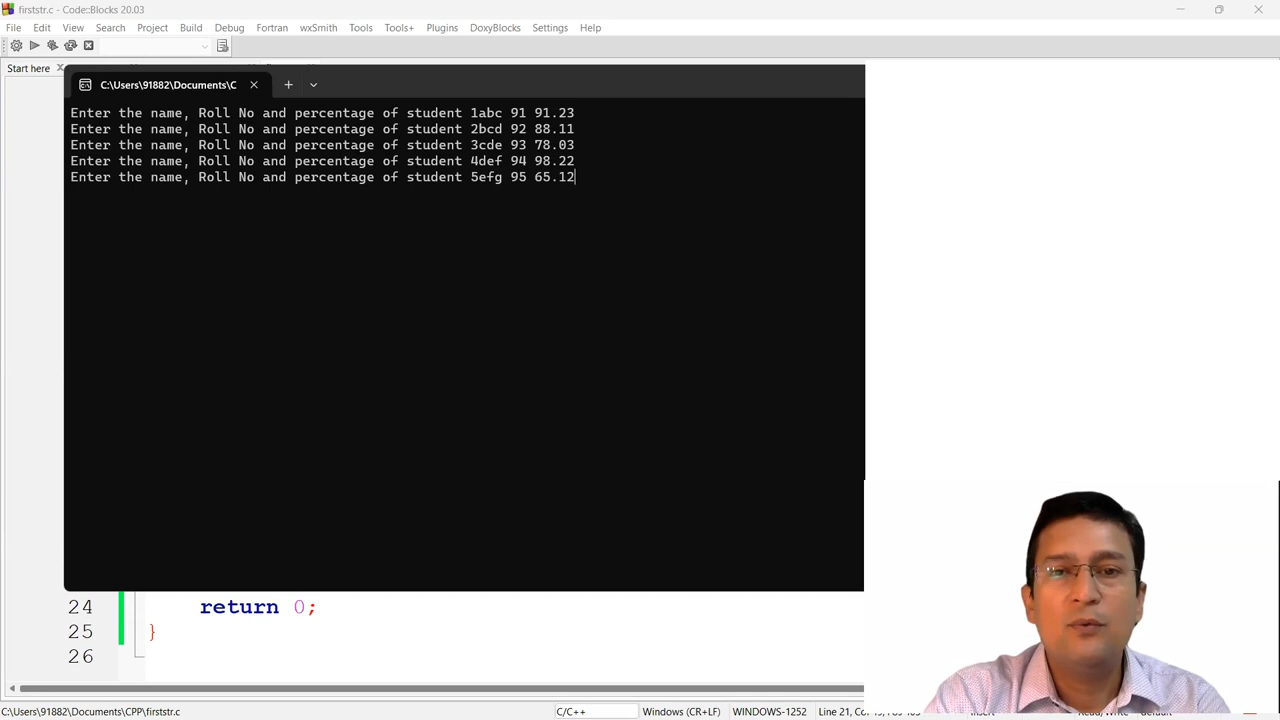 firststr.c - Code::Blocks 20.03
File Edit View Search Project Build Debug Fortran wxSmith Tools Tools+ Plugins DoxyBlocks Settings Help
Start here
C:\Users\91882\Documents\C
Enter the name, Roll No and percentage of student 1abc 91 91.23
Enter the name, Roll No and percentage of student 2bcd 92 88.11
Enter the name, Roll No and percentage of student 3cde 93 78.03
Enter the name, Roll No and percentage of student 4def 94 98.22
Enter the name, Roll No and percentage of student 5efg 95 65.12
24 return 0;
25 }
26
C:\Users\91882\Documents\CPP\firststr.c C/C++ Windows (CR+LF) WINDOWS-1252 Line 21,